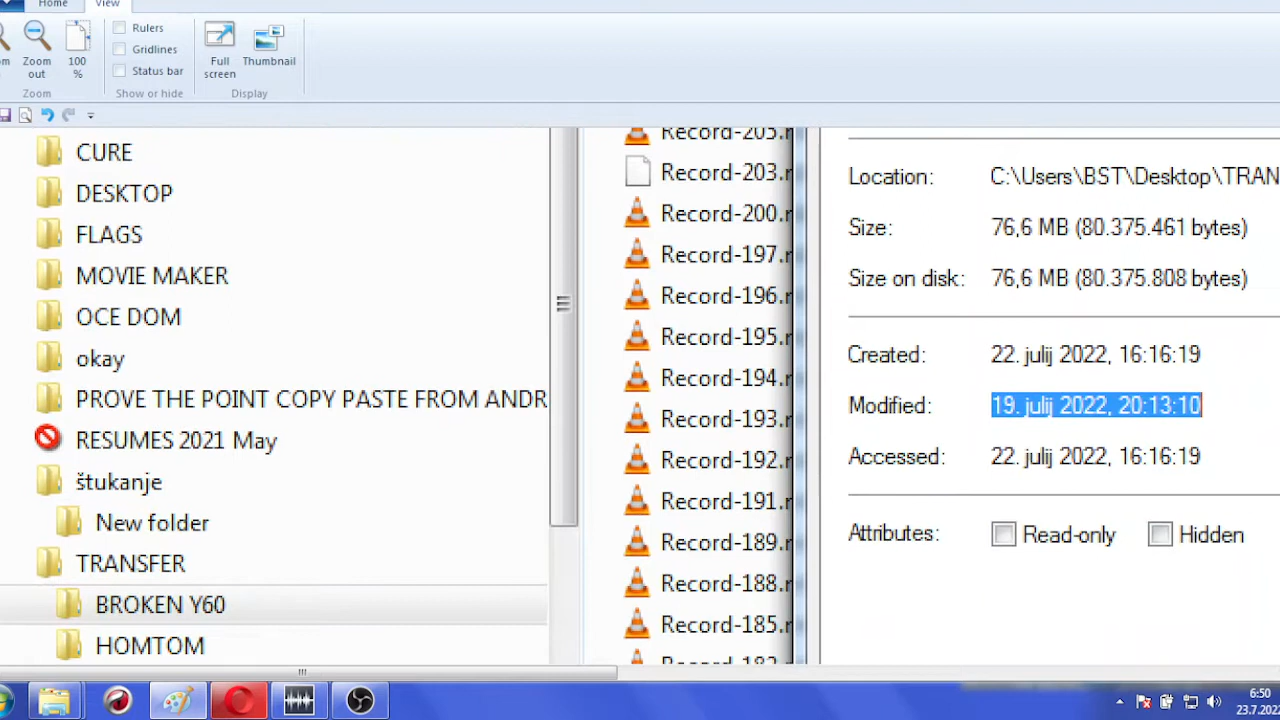 Home
View
Zoom out
100 %
Rulers
Gridlines
Status bar
Full screen
Thumbnail
Zoom
Show or hide
Display
CURE
DESKTOP
FLAGS
MOVIE MAKER
OCE DOM
okay
PROVE THE POINT COPY PASTE FROM ANDR
RESUMES 2021 May
štukanje
New folder
TRANSFER
BROKEN Y60
HOMTOM
Record-203.r
Record-200.r
Record-197.r
Record-196.r
Record-195.r
Record-194.r
Record-193.r
Record-192.r
Record-191.r
Record-189.r
Record-188.r
Record-185.r
Location: C:\Users\BST\Desktop\TRAN
Size: 76,6 MB (80.375.461 bytes)
Size on disk: 76,6 MB (80.375.808 bytes)
Created: 22. julij 2022, 16:16:19
Modified: 19. julij 2022, 20:13:10
Accessed: 22. julij 2022, 16:16:19
Attributes: Read-only Hidden
6:50
23.7.2022